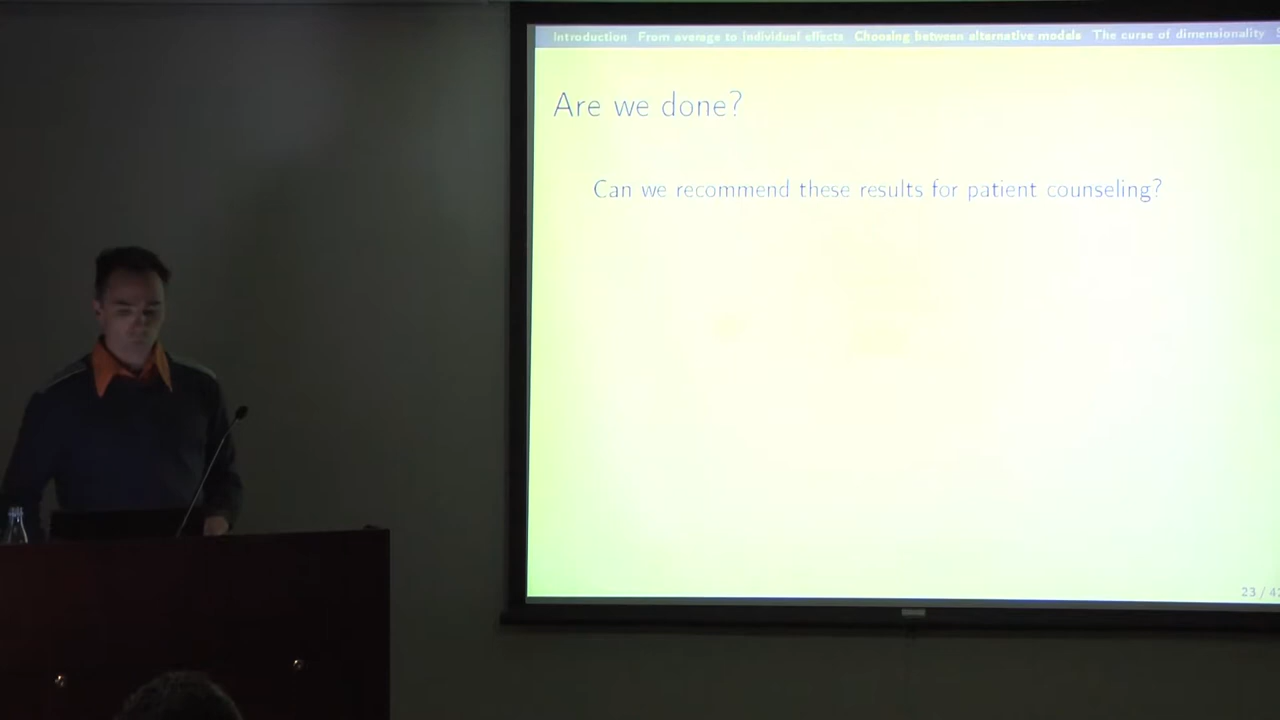 Introduction From average to individual effects Choosing between alternative models The curse of dimensionality
Are we done?
Can we recommend these results for patient counseling?
23 / 42